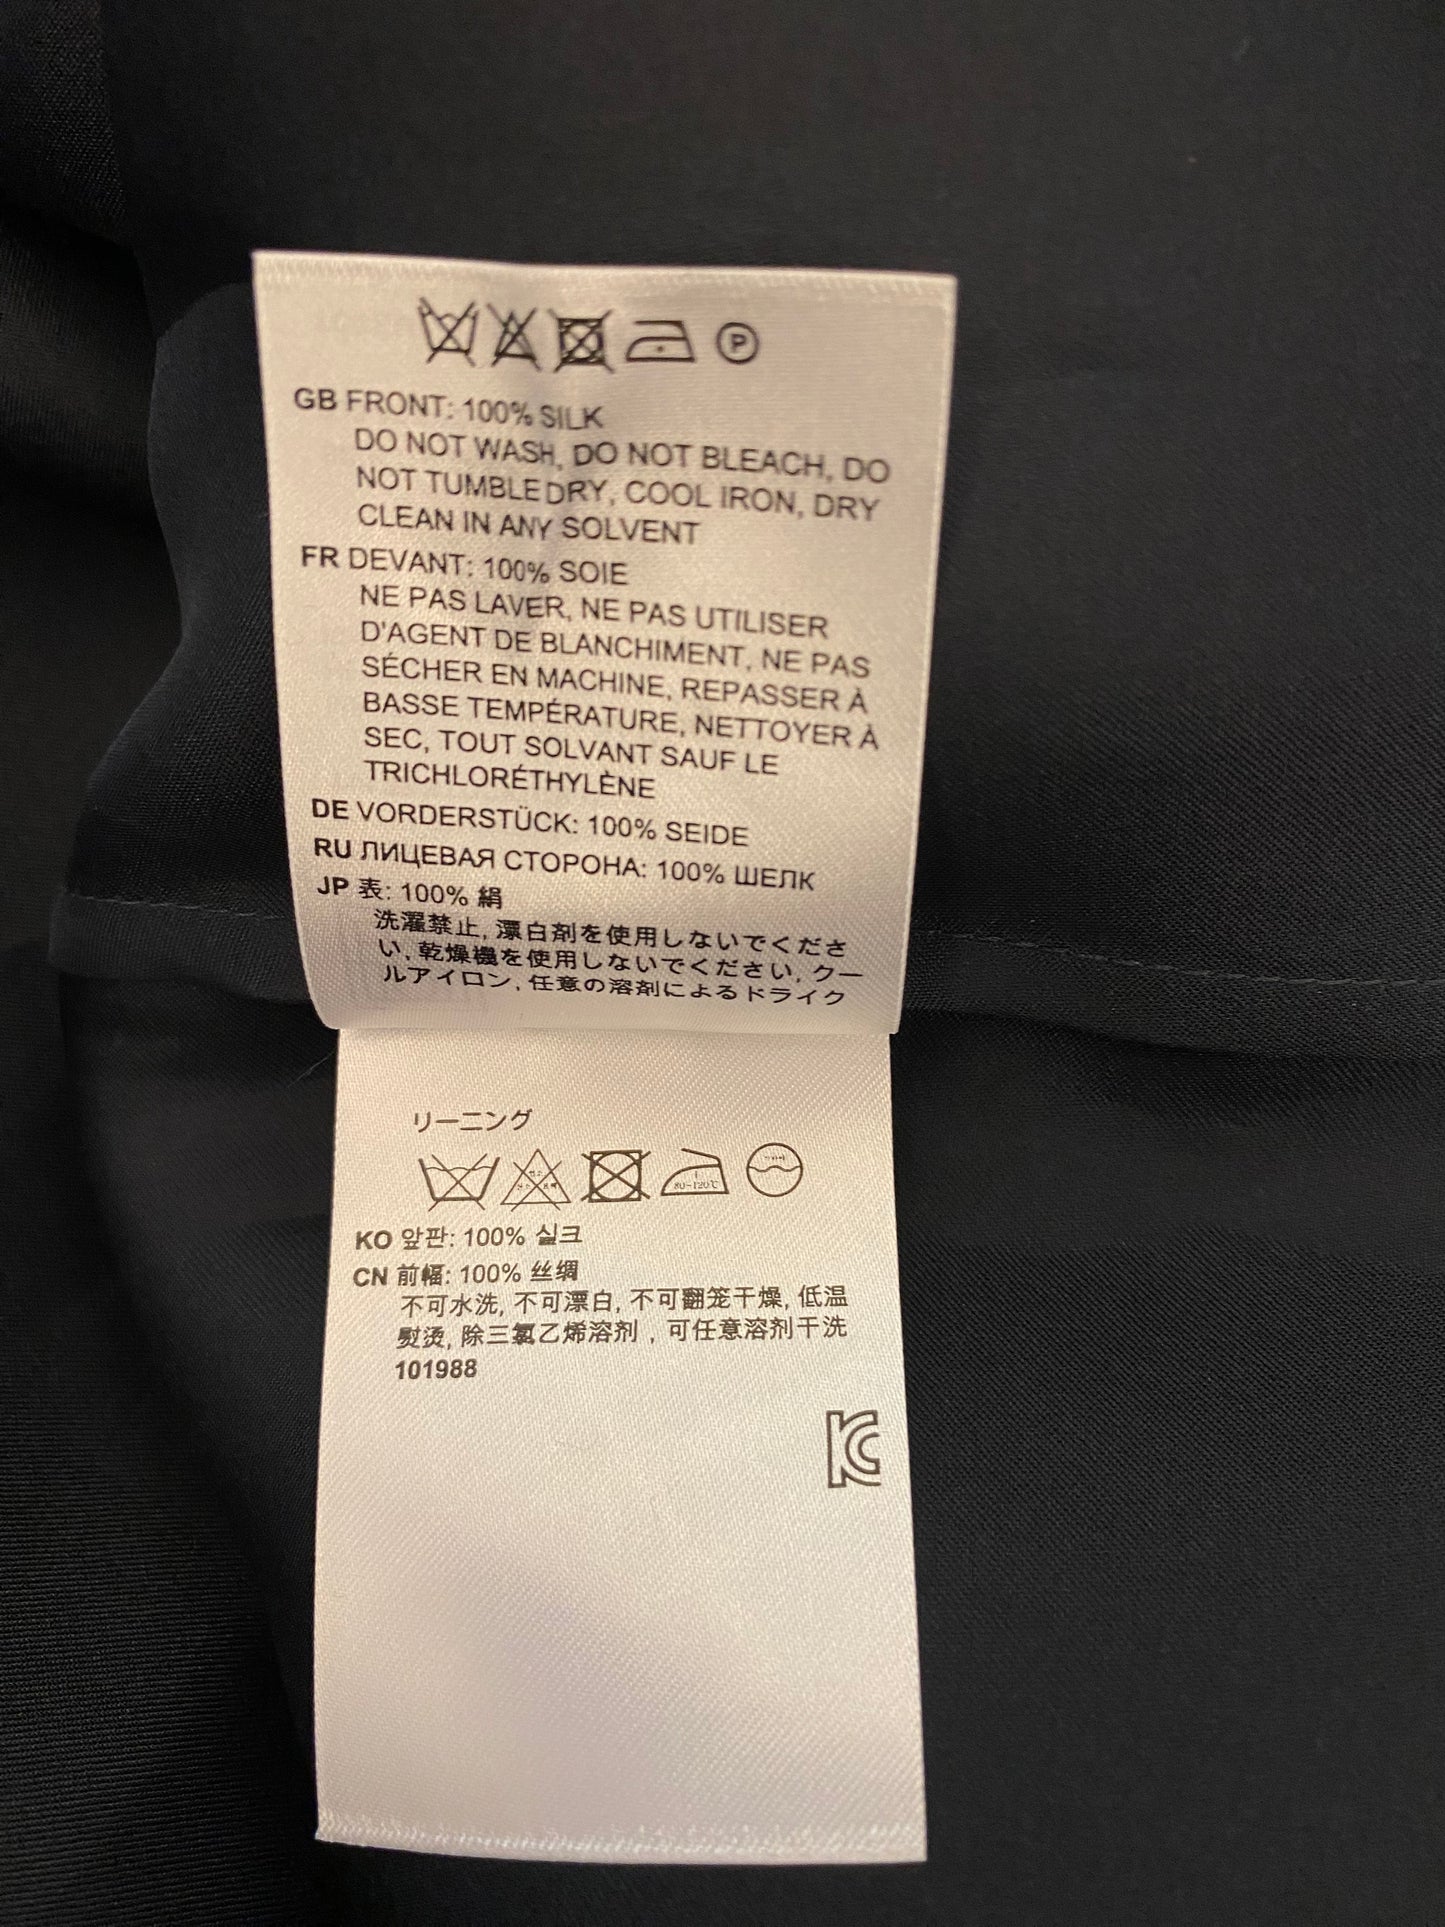 P
GB FRONT: 100% SILK
DO NOT WASH, DO NOT BLEACH, DO
NOT TUMBLE DRY, COOL IRON, DRY
CLEAN IN ANY SOLVENT
FR DEVANT: 100% SOIE
NE PAS LAVER, NE PAS UTILISER
D'AGENT DE BLANCHIMENT, NE PAS
SÉCHER EN MACHINE, REPASSER À
BASSE TEMPÉRATURE, NETTOYER À
SEC, TOUT SOLVANT SAUF LE
TRICHLORÉTHYLÈNE
DE VORDERSTÜCK: 100% SEIDE
RU ЛИЦЕВАЯ СТОРОНА: 100% ШЕЛК
JP 表: 100% 絹
洗濯禁止, 漂白剤を使用しないでくださ
い, 乾燥機を使用しないでください, クー
ルアイロン, 任意の溶剤によるドライク
リーニング
80~120℃
KO 앞판: 100% 실크
CN 前幅: 100% 丝绸
不可水洗, 不可漂白, 不可翻笼干燥, 低温
熨烫, 除三氯乙烯溶剂, 可任意溶剂干洗
101988
KC